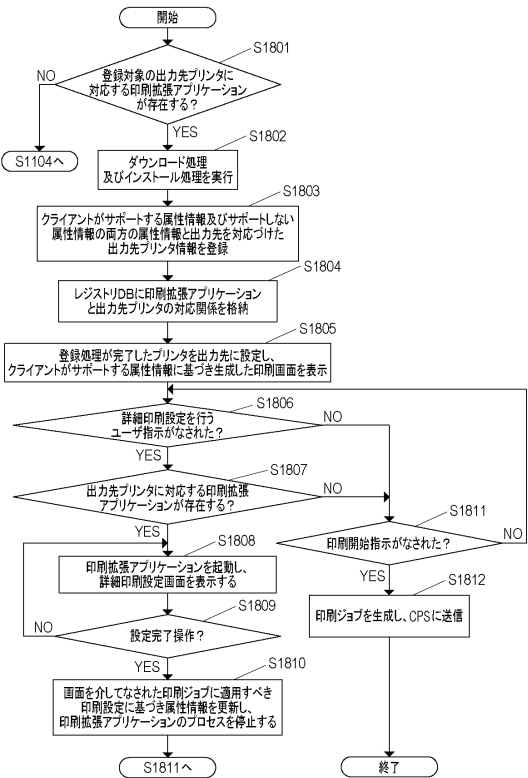 開始
S1801
登録対象の出力先プリンタに
対応する印刷拡張アプリケーション
が存在する?
NO
YES
S1104へ
S1802
ダウンロード処理
及びインストール処理を実行
S1803
クライアントがサポートする属性情報及びサポートしない
属性情報の両方の属性情報と出力先を対応づけた
出力先プリンタ情報を登録
S1804
レジストリDBに印刷拡張アプリケーション
と出力先プリンタの対応関係を格納
S1805
登録処理が完了したプリンタを出力先に設定し、
クライアントがサポートする属性情報に基づき生成した印刷画面を表示
S1806
詳細印刷設定を行う
ユーザ指示がなされた?
NO
YES
S1807
出力先プリンタに対応する印刷拡張
アプリケーションが存在する?
NO
YES
S1808
印刷拡張アプリケーションを起動し、
詳細印刷設定画面を表示する
S1809
設定完了操作?
NO
YES
S1810
画面を介してなされた印刷ジョブに適用すべき
印刷設定に基づき属性情報を更新し、
印刷拡張アプリケーションのプロセスを停止する
S1811へ
S1811
印刷開始指示がなされた?
NO
YES
S1812
印刷ジョブを生成し、CPSに送信
終了